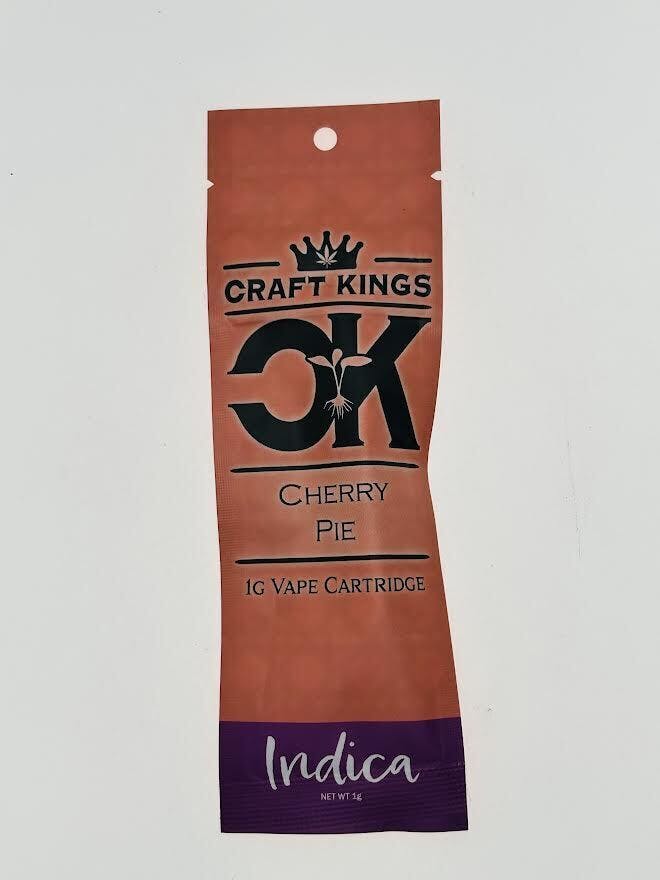 CRAFT KINGS
CK
CHERRY
PIE
1G VAPE CARTRIDGE
Indica
NET WT 1g